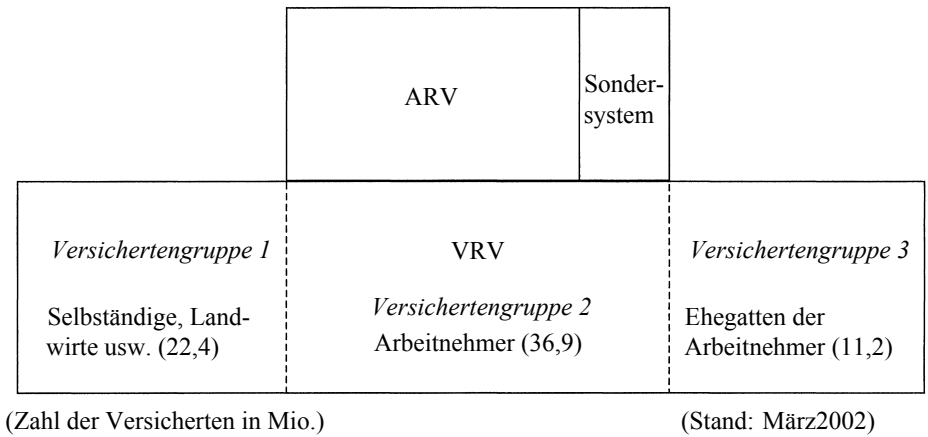 ARV
Sonder-
system
Versichertengruppe 1
Selbständige, Land-
wirte usw. (22,4)
VRV
Versichertengruppe 2
Arbeitnehmer (36,9)
Versichertengruppe 3
Ehegatten der
Arbeitnehmer (11,2)
(Zahl der Versicherten in Mio.)
(Stand: März2002)